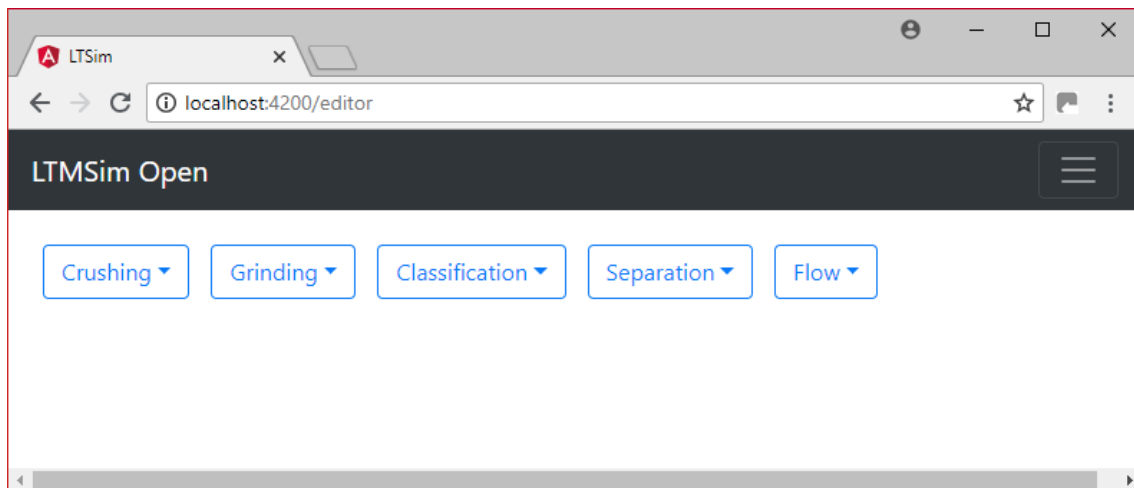 LTSim
localhost:4200/editor
LTMSim Open
Crushing Grinding Classification Separation Flow